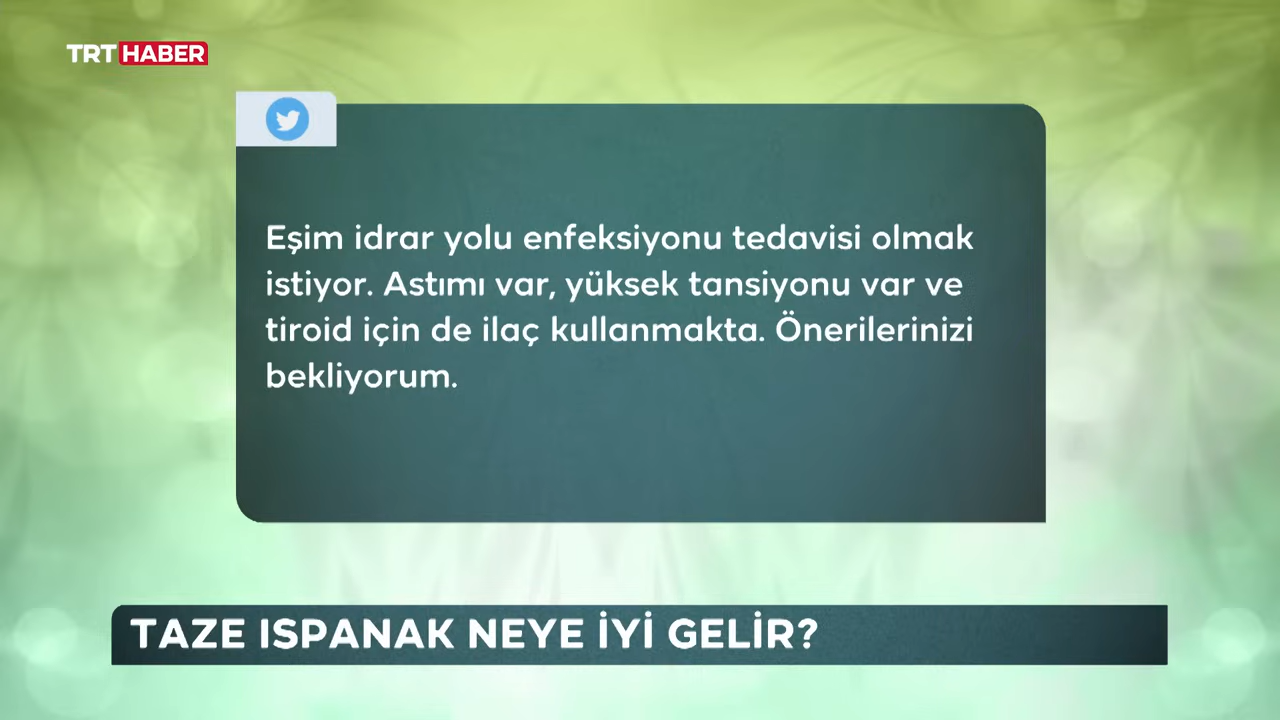 TRT HABER
Eşim idrar yolu enfeksiyonu tedavisi olmak
istiyor. Astımı var, yüksek tansiyonu var ve
tiroid için de ilaç kullanmakta. Önerilerinizi
bekliyorum.
TAZE ISPANAK NEYE İYİ GELİR?